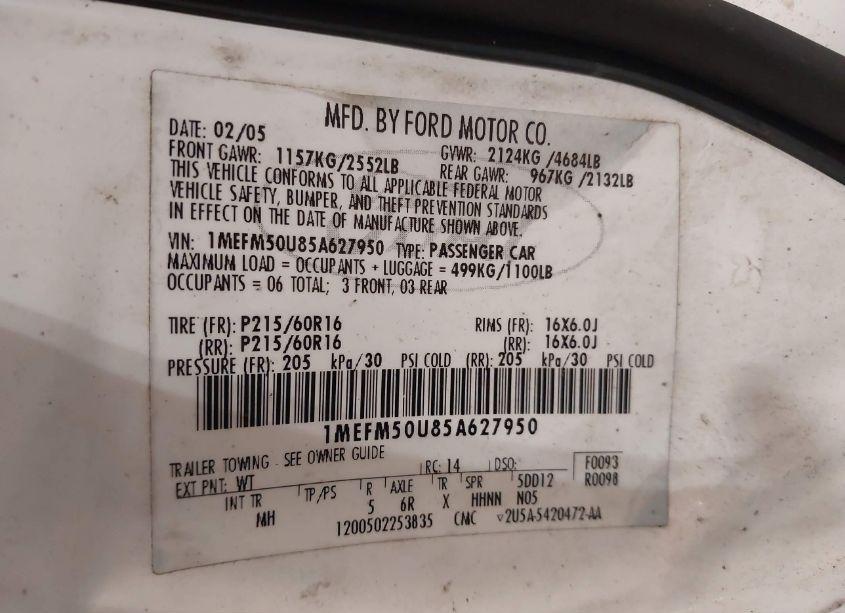 MFD. BY FORD MOTOR CO.
DATE: 02/05 GVWR: 2124KG /4684LB
FRONT GAWR: 1157KG/2552LB REAR GAWR: 967KG /2132LB
THIS VEHICLE CONFORMS TO ALL APPLICABLE FEDERAL MOTOR
VEHICLE SAFETY, BUMPER, AND THEFT PREVENTION STANDARDS
IN EFFECT ON THE DATE OF MANUFACTURE SHOWN ABOVE.
VIN: 1MEFM50U85A627950 TYPE: PASSENGER CAR
MAXIMUM LOAD = OCCUPANTS + LUGGAGE = 499KG/1100LB
OCCUPANTS = 06 TOTAL; 3 FRONT, 03 REAR
TIRE (FR): P215/60R16 RIMS (FR): 16X6.0J
(RR): P215/60R16 (RR): 16X6.0J
PRESSURE (FR): 205 kPa/30 PSI COLD (RR): 205 kPa/30 PSI COLD
1MEFM50U85A627950
TRAILER TOWING - SEE OWNER GUIDE RC: 14 DSO: F0093
EXT PNT: WT R0098
INT TR TP/PS R AXLE TR SPR 5DD12
MH 5 6R X HHNN N05
1200502253835 CMC 2U5A-5420472-AA